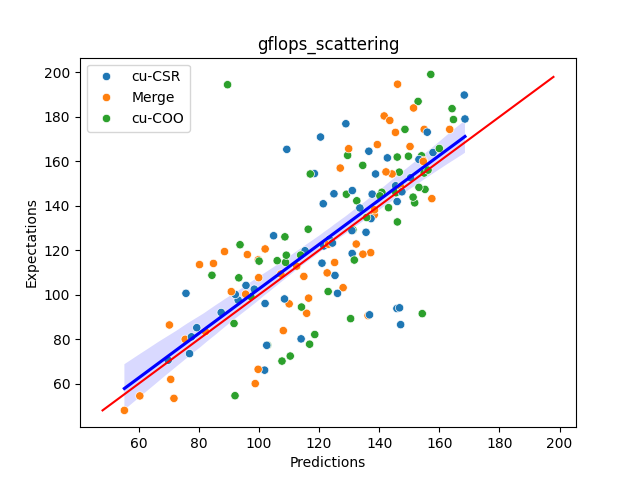 gflops_scattering
cu-CSR
Merge
cu-COO
Expectations
200
180
160
140
120
100
80
60
60 80 100 120 140 160 180 200
Predictions